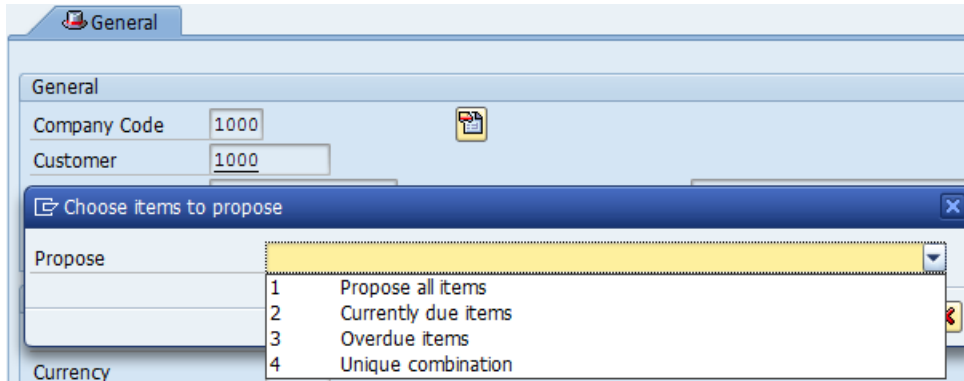 General
General
Company Code 1000
Customer 1000
Choose items to propose
Propose
1 Propose all items
2 Currently due items
3 Overdue items
4 Unique combination
Currency